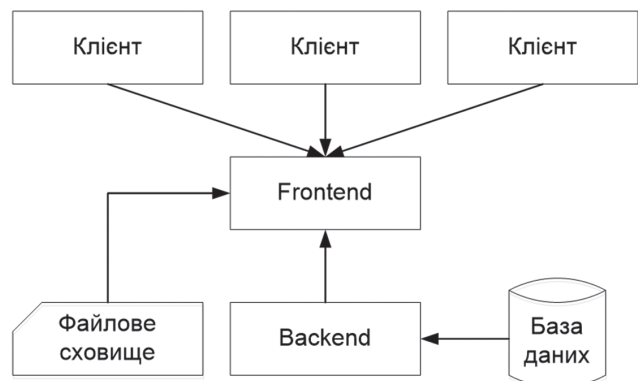 Клієнт
Клієнт
Клієнт
Frontend
Файлове
сховище
Backend
База
даних